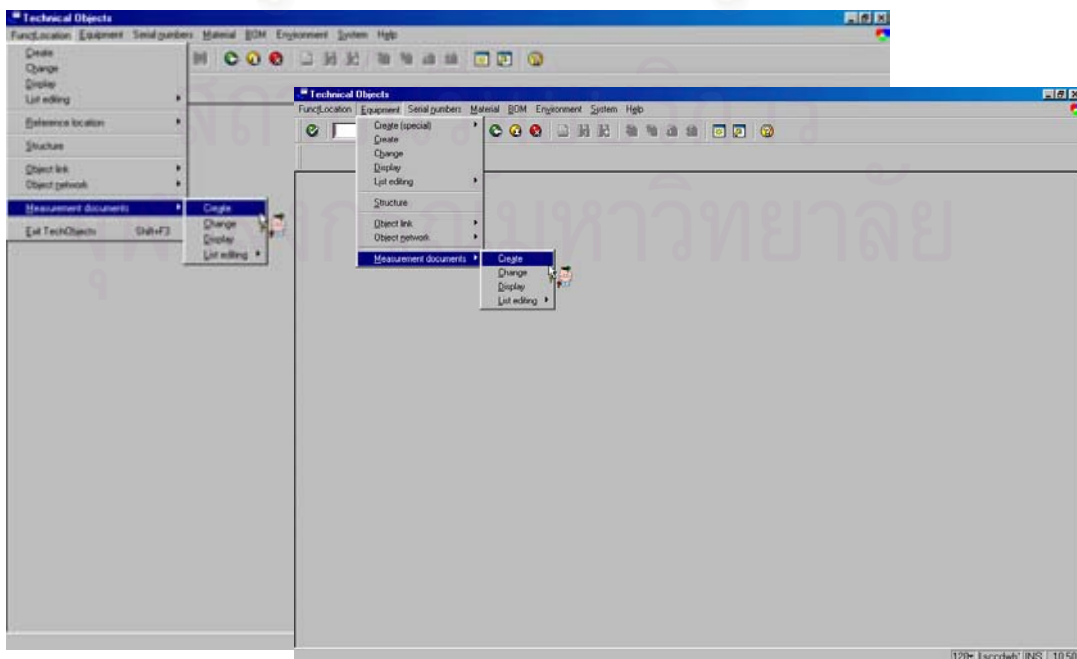 Technical Objects
FunctLocation Equipment Serial numbers Material BOM Environment System Help
Create
Change
Display
List editing
Reference location
Structure
Object link
Object network
Measurement documents
Exit TechObjects Shift+F3
Create
Change
Display
List editing
Technical Objects
FunctLocation Equipment Serial numbers Material BOM Environment System Help
Create (special)
Create
Change
Display
List editing
Structure
Object link
Object network
Measurement documents
Create
Change
Display
List editing
INS 10:50